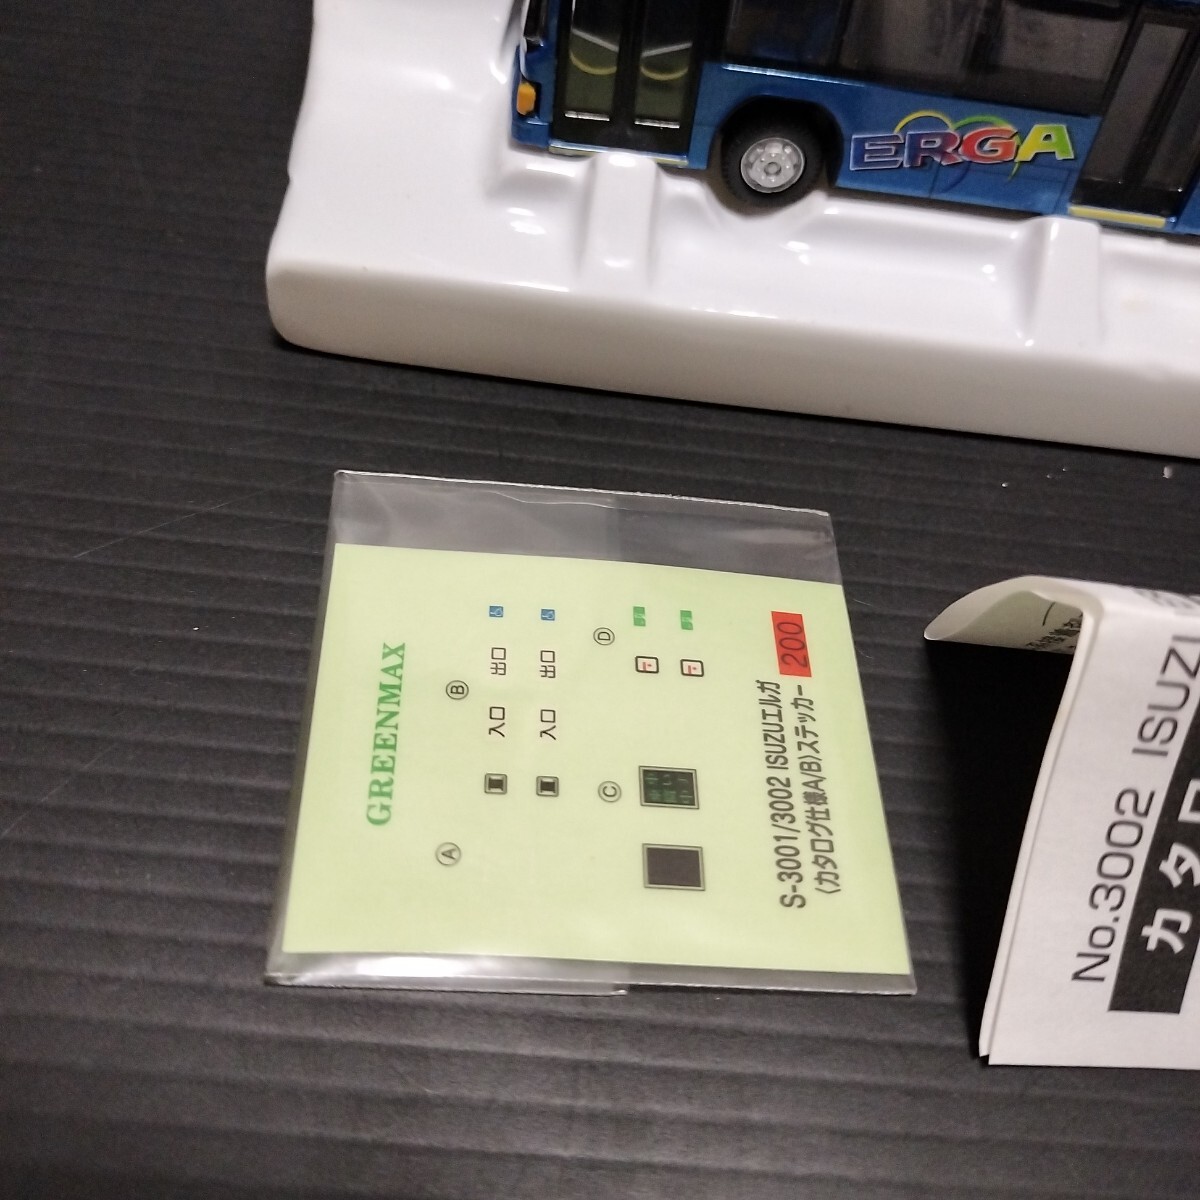 ERGA
GREENMAX
Ⓐ
Ⓑ
入口 出口
入口 出口
Ⓒ
Ⓓ
S-3001/3002 ISUZUエルガ
〈カタログ仕様A/B〉ステッカー 200
No.3002 ISUZU
カタロ